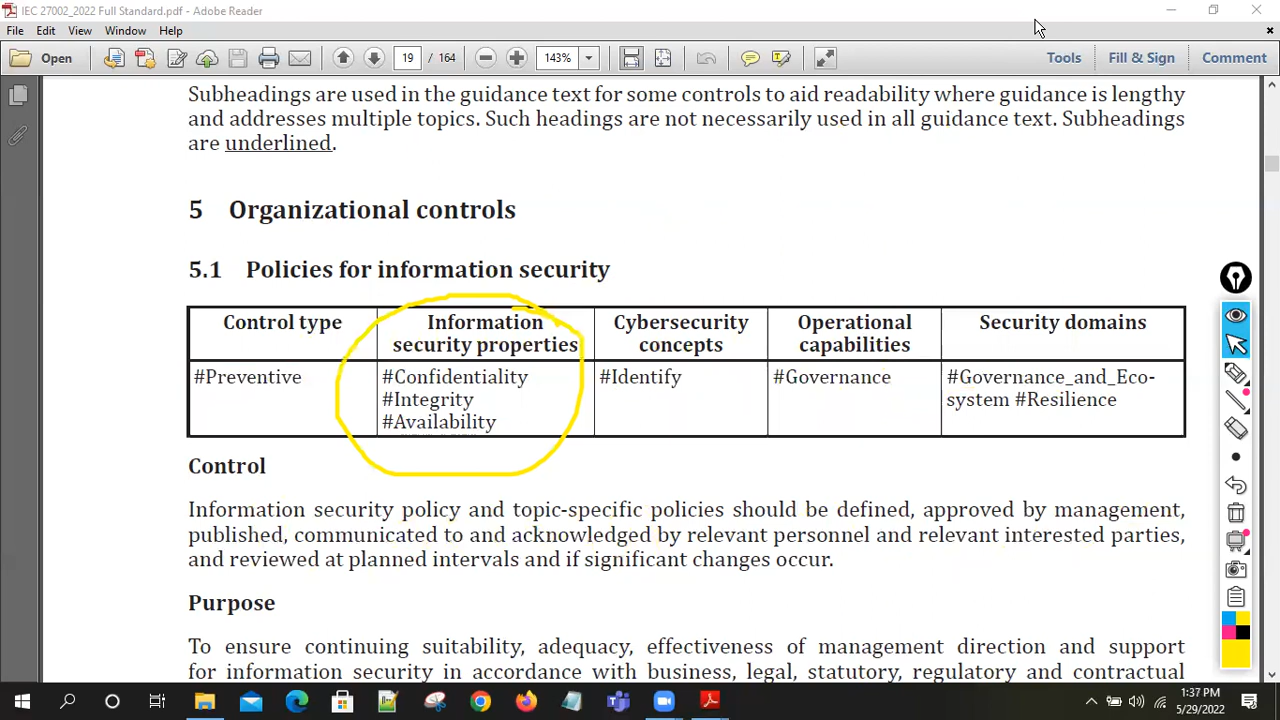 IEC 27002_2022 Full Standard.pdf - Adobe Reader
File Edit View Window Help
Open 19 / 164 143% Tools Fill & Sign Comment
Subheadings are used in the guidance text for some controls to aid readability where guidance is lengthy
and addresses multiple topics. Such headings are not necessarily used in all guidance text. Subheadings
are underlined.
5 Organizational controls
5.1 Policies for information security
Control type
Information
security properties
Cybersecurity
concepts
Operational
capabilities
Security domains
#Preventive
#Confidentiality
#Integrity
#Availability
#Identify
#Governance
#Governance_and_Eco-
system #Resilience
Control
Information security policy and topic-specific policies should be defined, approved by management,
published, communicated to and acknowledged by relevant personnel and relevant interested parties,
and reviewed at planned intervals and if significant changes occur.
Purpose
To ensure continuing suitability, adequacy, effectiveness of management direction and support
for information security in accordance with business, legal, statutory, regulatory and contractual
1:37 PM
5/29/2022